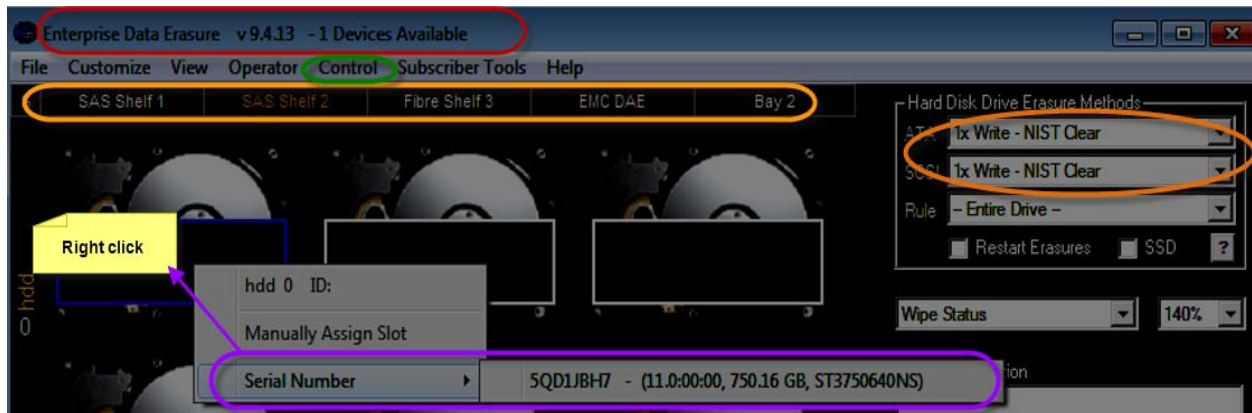 Enterprise Data Erasure v 9.4.13 - 1 Devices Available
File Customize View Operator Control Subscriber Tools Help
SAS Shelf 1 SAS Shelf 2 Fibre Shelf 3 EMC DAE Bay 2
Hard Disk Drive Erasure Methods
ATA 1x Write - NIST Clear
SCSI 1x Write - NIST Clear
Rule – Entire Drive –
Restart Erasures SSD ?
Right click
hdd
0
hdd 0 ID:
Manually Assign Slot
Serial Number
5QD1JBH7 - (11.0:00:00, 750.16 GB, ST3750640NS)
Wipe Status 140%